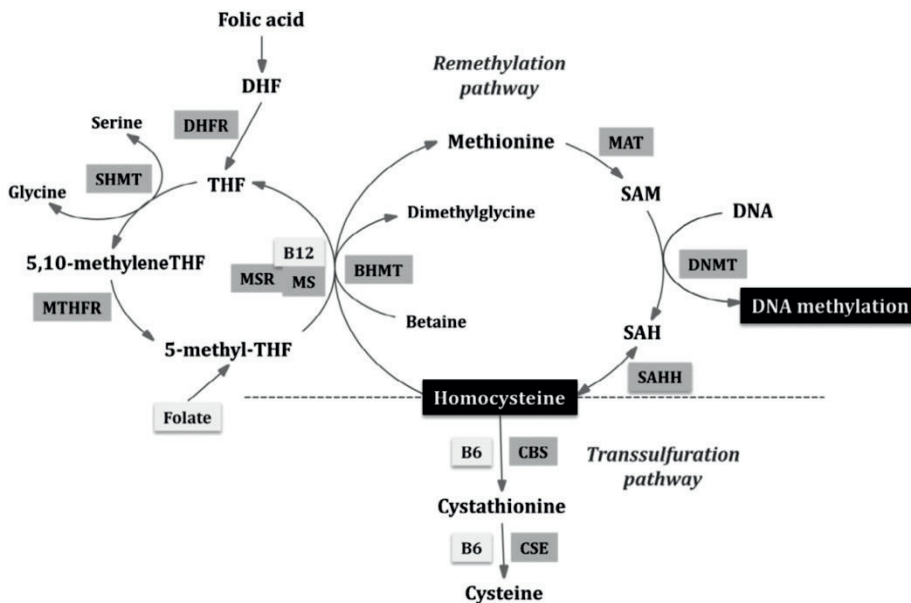 Folic acid
DHF
DHFR
Serine
SHMT
Glycine
THF
5,10-methyleneTHF
MTHFR
5-methyl-THF
Folate
B12
MSR
MS
BHMT
Remethylation
pathway
Methionine
MAT
SAM
Dimethylglycine
DNA
DNMT
DNA methylation
Betaine
SAH
SAHH
Homocysteine
B6
CBS
Transsulfuration
pathway
Cystathionine
B6
CSE
Cysteine